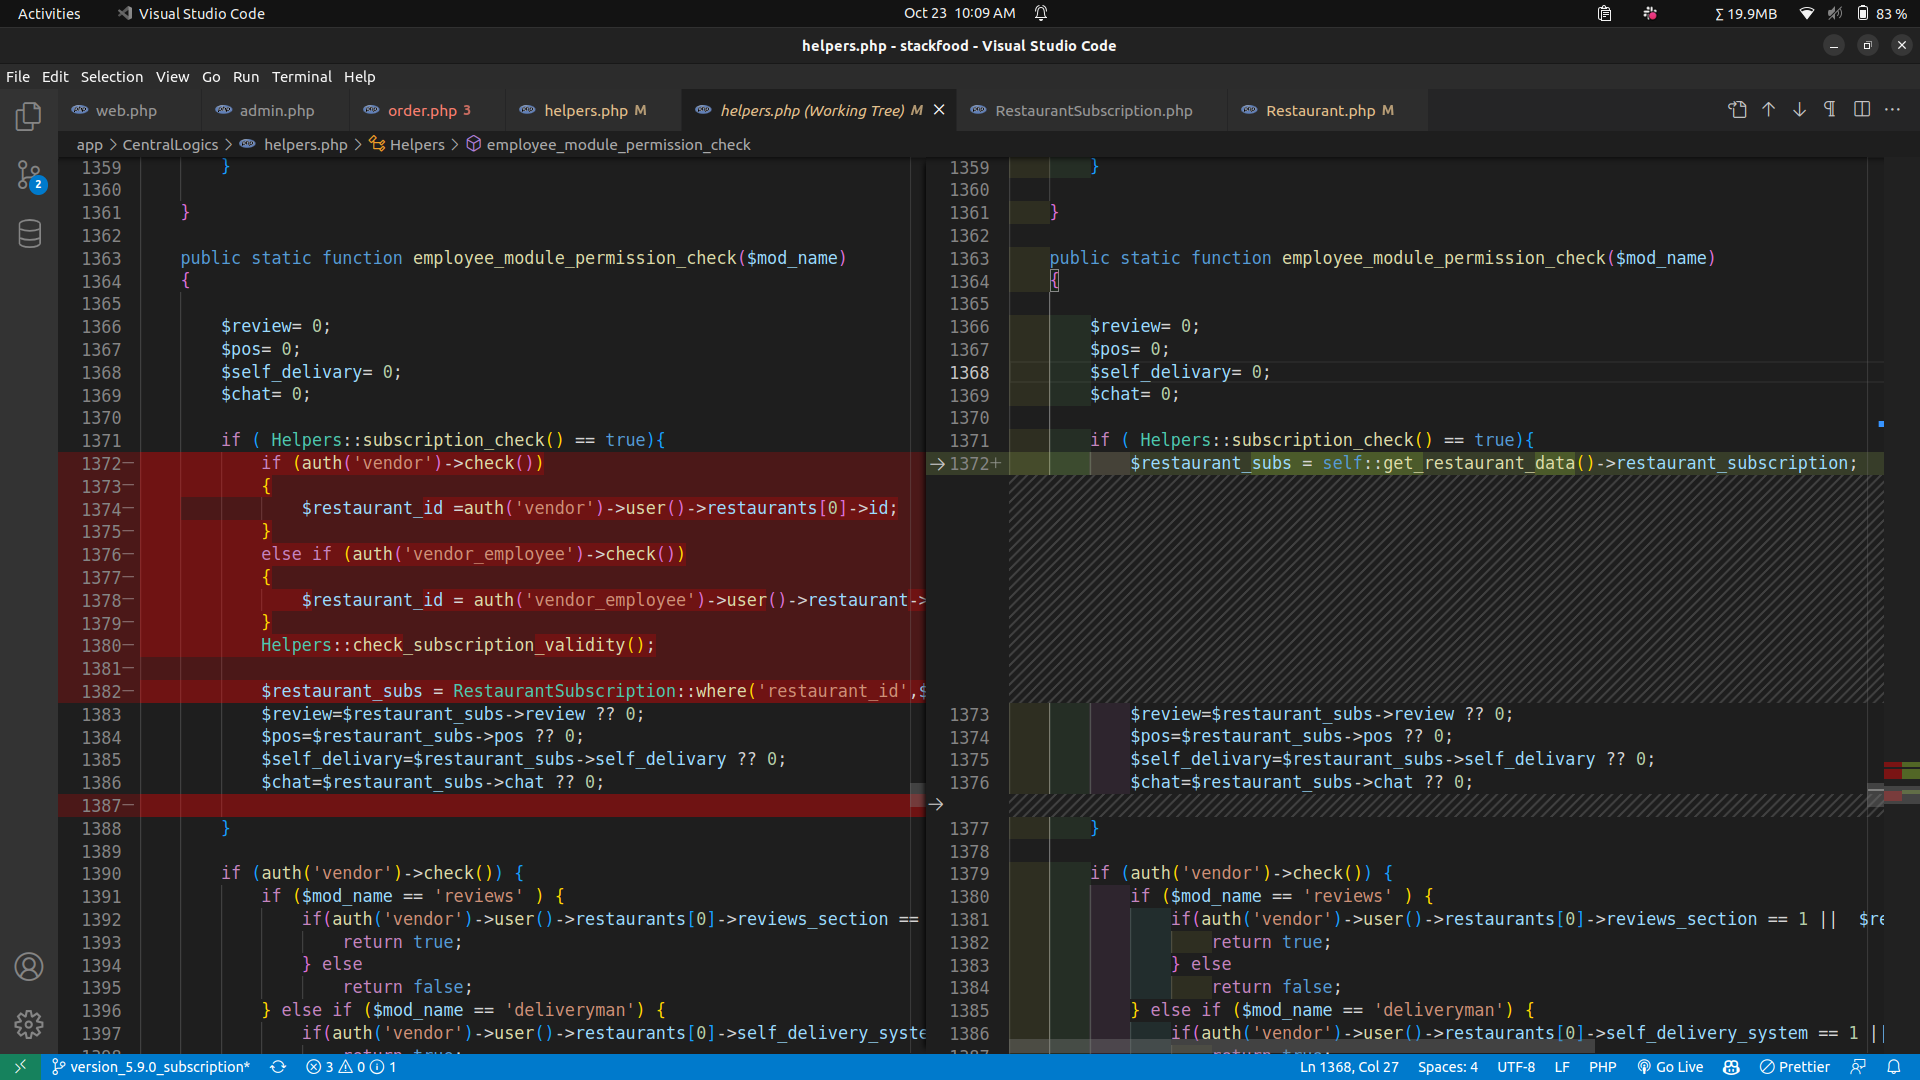 Activities
Visual Studio Code
Oct 23 10:09 AM
∑ 19.9MB
83 %
helpers.php - stackfood - Visual Studio Code
File Edit Selection View Go Run Terminal Help
web.php
admin.php
order.php 3
helpers.php M
helpers.php (Working Tree) M
RestaurantSubscription.php
Restaurant.php M
app > CentralLogics > helpers.php > Helpers > employee_module_permission_check
2
1359 }
1360
1361 }
1362
1363 public static function employee_module_permission_check($mod_name)
1364 {
1365
1366 $review= 0;
1367 $pos= 0;
1368 $self_delivary= 0;
1369 $chat= 0;
1370
1371 if ( Helpers::subscription_check() == true){
1372− if (auth('vendor')->check())
1373− {
1374− $restaurant_id =auth('vendor')->user()->restaurants[0]->id;
1375− }
1376− else if (auth('vendor_employee')->check())
1377− {
1378− $restaurant_id = auth('vendor_employee')->user()->restaurant->
1379− }
1380− Helpers::check_subscription_validity();
1381−
1382− $restaurant_subs = RestaurantSubscription::where('restaurant_id',$
1383 $review=$restaurant_subs->review ?? 0;
1384 $pos=$restaurant_subs->pos ?? 0;
1385 $self_delivary=$restaurant_subs->self_delivary ?? 0;
1386 $chat=$restaurant_subs->chat ?? 0;
1387−
1388 }
1389
1390 if (auth('vendor')->check()) {
1391 if ($mod_name == 'reviews' ) {
1392 if(auth('vendor')->user()->restaurants[0]->reviews_section ==
1393 return true;
1394 } else
1395 return false;
1396 } else if ($mod_name == 'deliveryman') {
1397 if(auth('vendor')->user()->restaurants[0]->self_delivery_syste
1359 }
1360
1361 }
1362
1363 public static function employee_module_permission_check($mod_name)
1364 {
1365
1366 $review= 0;
1367 $pos= 0;
1368 $self_delivary= 0;
1369 $chat= 0;
1370
1371 if ( Helpers::subscription_check() == true){
1372+ $restaurant_subs = self::get_restaurant_data()->restaurant_subscription;
1373 $review=$restaurant_subs->review ?? 0;
1374 $pos=$restaurant_subs->pos ?? 0;
1375 $self_delivary=$restaurant_subs->self_delivary ?? 0;
1376 $chat=$restaurant_subs->chat ?? 0;
1377 }
1378
1379 if (auth('vendor')->check()) {
1380 if ($mod_name == 'reviews' ) {
1381 if(auth('vendor')->user()->restaurants[0]->reviews_section == 1 || $re
1382 return true;
1383 } else
1384 return false;
1385 } else if ($mod_name == 'deliveryman') {
1386 if(auth('vendor')->user()->restaurants[0]->self_delivery_system == 1 ||
version_5.9.0_subscription*
3 0 1
Ln 1368, Col 27
Spaces: 4
UTF-8
LF
PHP
Go Live
Prettier